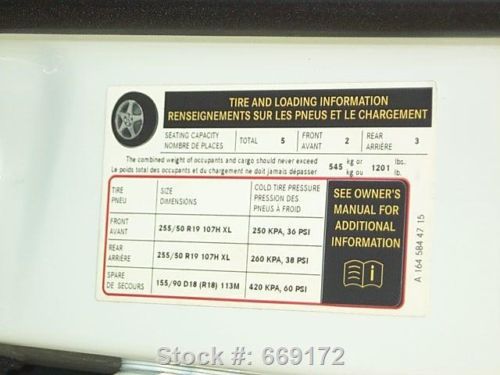 TIRE AND LOADING INFORMATION
RENSEIGNEMENTS SUR LES PNEUS ET LE CHARGEMENT
SEATING CAPACITY TOTAL 5 FRONT 2 REAR 3
NOMBRE DE PLACES AVANT ARRIÈRE
The combined weight of occupants and cargo should never exceed 545 kg or 1201 lbs.
Le poids total des occupants et du chargement ne doit jamais dépasser kg ou lb.
TIRE SIZE COLD TIRE PRESSURE
PNEU DIMENSIONS PRESSION DES
PNEUS À FROID
FRONT
AVANT 255/50 R19 107H XL 250 KPA, 36 PSI
REAR
ARRIÈRE 255/50 R19 107H XL 260 KPA, 38 PSI
SPARE
DE SECOURS 155/90 D18 (R18) 113M 420 KPA, 60 PSI
SEE OWNER'S
MANUAL FOR
ADDITIONAL
INFORMATION
i
A 164 584 47 15
Stock #: 669172